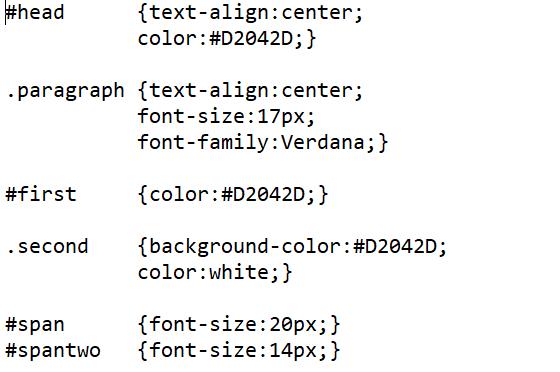 #head {text-align:center;
color:#D2042D;}
.paragraph {text-align:center;
font-size:17px;
font-family:Verdana;}
#first {color:#D2042D;}
.second {background-color:#D2042D;
color:white;}
#span {font-size:20px;}
#spantwo {font-size:14px;}